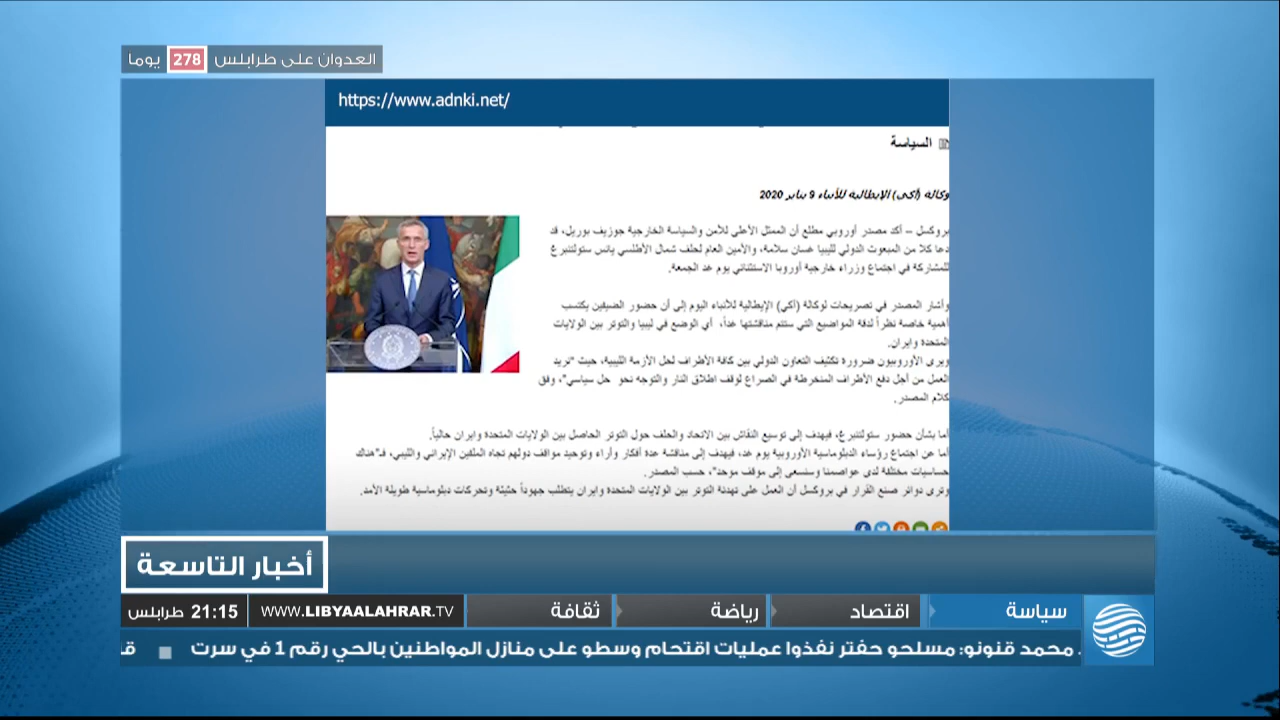 العدوان على طرابلس 278 يوما
https://www.adnki.net/
السياسة
وكالة (آكي) الإيطالية للأنباء 9 يناير 2020
بروكسل – أكد مصدر أوروبي مطلع أن الممثل الأعلى للأمن والسياسة الخارجية جوزيف بوريل، قد
دعا كلا من المبعوث الدولي لليبيا غسان سلامة، والأمين العام لحلف شمال الأطلسي يانس ستولتنبرغ
للمشاركة في اجتماع وزراء خارجية أوروبا الاستثنائي يوم غد الجمعة.
وأشار المصدر في تصريحات لوكالة (آكي) الإيطالية للأنباء اليوم إلى أن حضور الضيفين يكتسب
أهمية خاصة نظراً لدقة المواضيع التي ستتم مناقشتها غداً، أي الوضع في ليبيا والتوتر بين الولايات
المتحدة وايران.
ويرى الأوروبيون ضرورة تكثيف التعاون الدولي بين كافة الأطراف لحل الأزمة الليبية، حيث "نريد
العمل من أجل دفع الأطراف المنخرطة في الصراع لوقف اطلاق النار والتوجه نحو حل سياسي"، وفق
كلام المصدر.
أما بشأن حضور ستولتنبرغ، فيهدف إلى توسيع النقاش بين الاتحاد والحلف حول التوتر الحاصل بين الولايات المتحدة وايران حالياً.
أما عن اجتماع رؤساء الدبلوماسية الأوروبية يوم غد، فيهدف إلى مناقشة عدة أفكار وآراء وتوحيد مواقف دولهم تجاه الملفين الإيراني والليبي، فـ"هناك
حساسيات مختلفة لدى عواصمنا وسنسعى إلى موقف موحد"، حسب المصدر.
وترى دوائر صنع القرار في بروكسل أن العمل على تهدئة التوتر بين الولايات المتحدة وايران يتطلب جهوداً حثيثة وتحركات دبلوماسية طويلة الأمد.
أخبار التاسعة
سياسة اقتصاد رياضة ثقافة WWW.LIBYAALAHRAR.TV 21:15 طرابلس
. محمد قنونو: مسلحو حفتر نفذوا عمليات اقتحام وسطو على منازل المواطنين بالحي رقم 1 في سرت